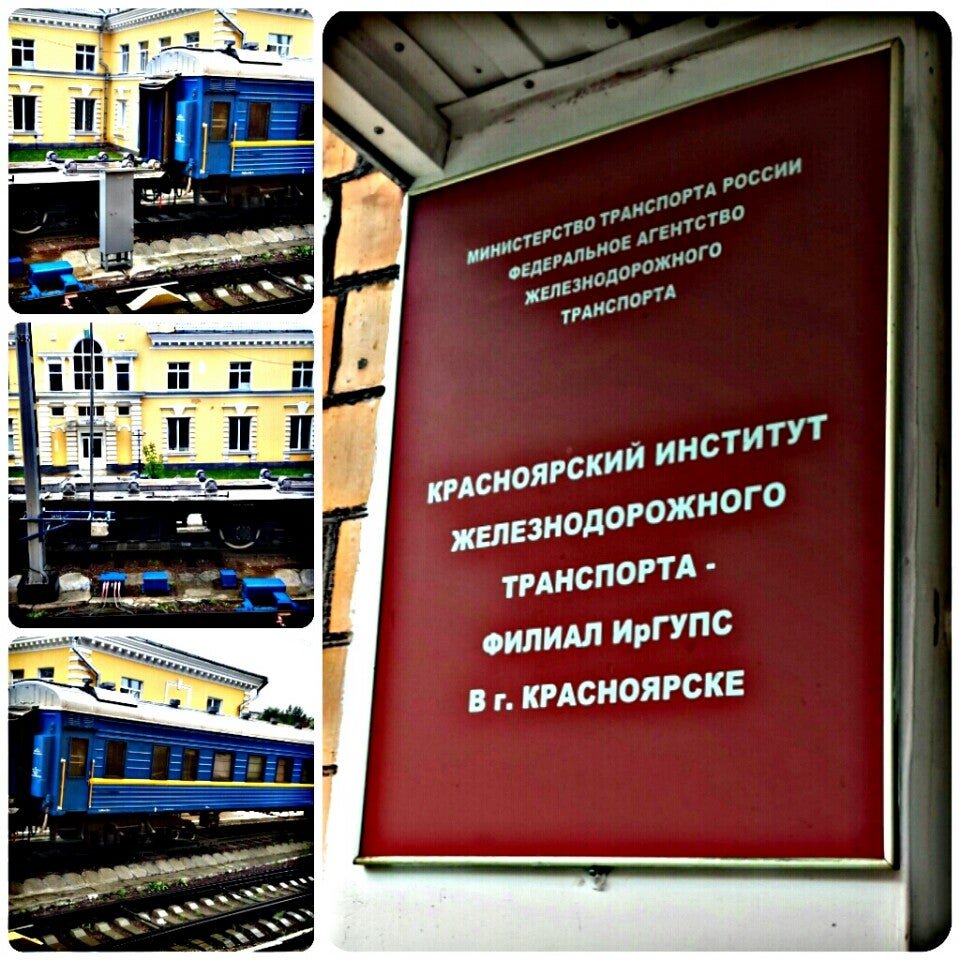 МИНИСТЕРСТВО ТРАНСПОРТА РОССИИ
ФЕДЕРАЛЬНОЕ АГЕНТСТВО
ЖЕЛЕЗНОДОРОЖНОГО
ТРАНСПОРТА
КРАСНОЯРСКИЙ ИНСТИТУТ
ЖЕЛЕЗНОДОРОЖНОГО
ТРАНСПОРТА -
ФИЛИАЛ ИрГУПС
В г. КРАСНОЯРСКЕ